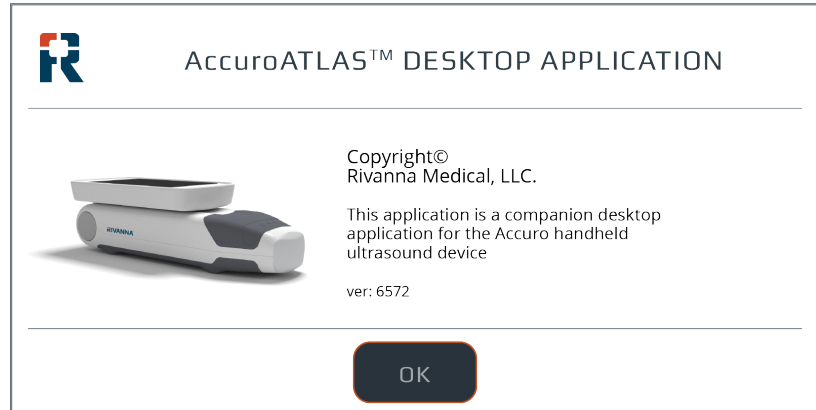 AccuroATLAS™ DESKTOP APPLICATION
Copyright©
Rivanna Medical, LLC.
This application is a companion desktop
application for the Accuro handheld
ultrasound device
RIVANNA
ver: 6572
OK